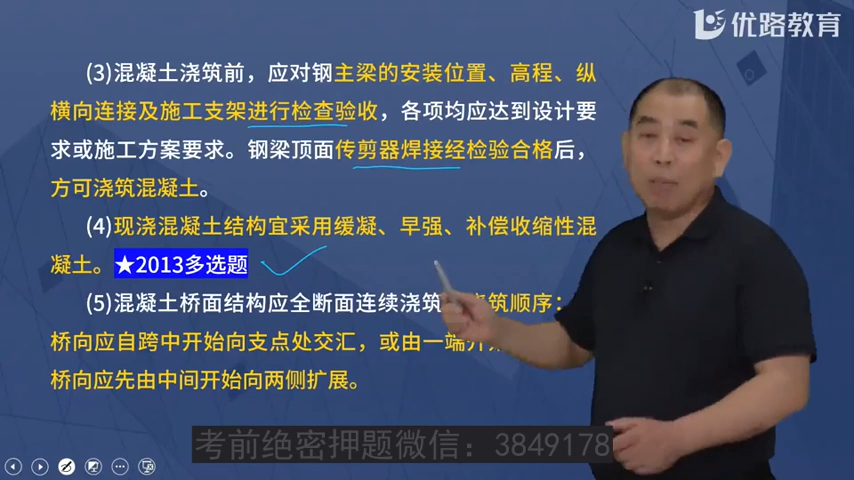 优路教育
(3)混凝土浇筑前，应对钢主梁的安装位置、高程、纵
横向连接及施工支架进行检查验收，各项均应达到设计要
求或施工方案要求。钢梁顶面传剪器焊接经检验合格后，
方可浇筑混凝土。
(4)现浇混凝土结构宜采用缓凝、早强、补偿收缩性混
凝土。★2013多选题
(5)混凝土桥面结构应全断面连续浇筑 筑顺序：
桥向应自跨中开始向支点处交汇，或由一端开
桥向应先由中间开始向两侧扩展。
考前绝密押题微信：3849178